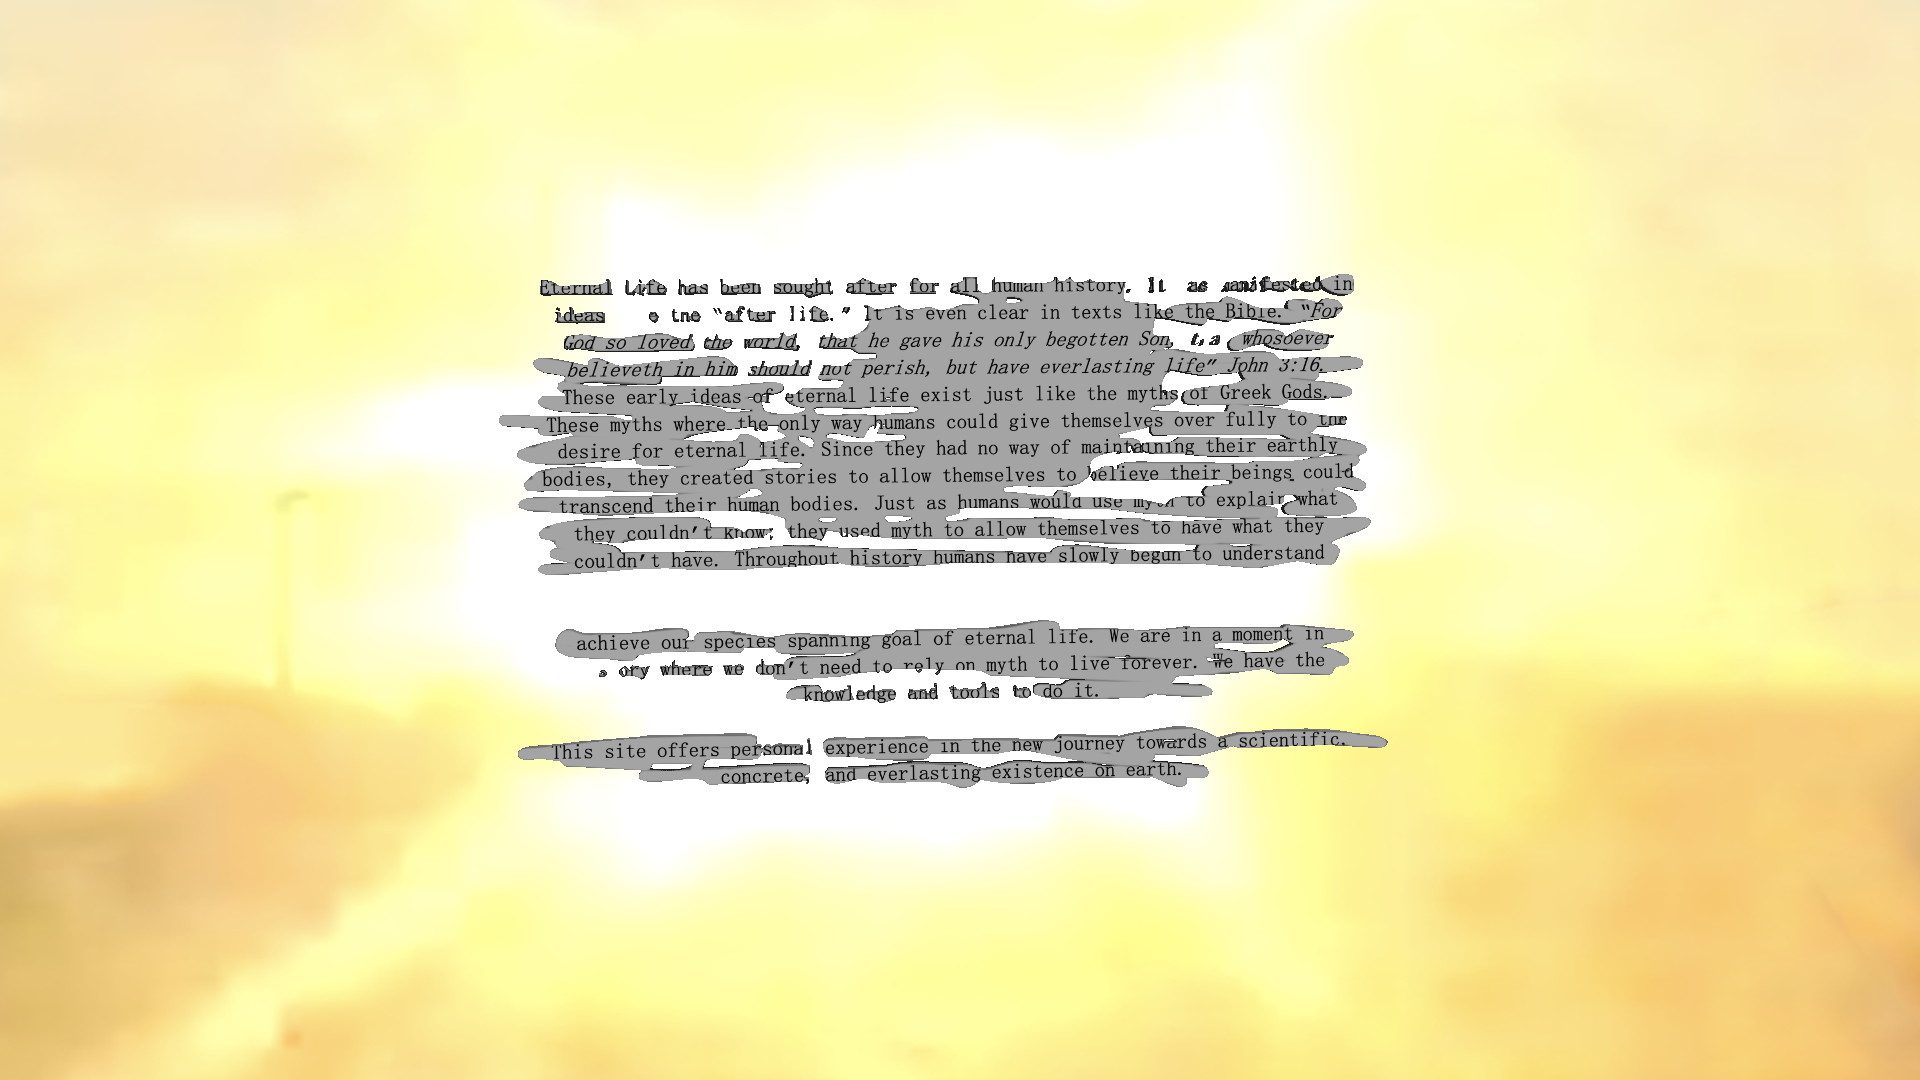 Eternal Life has been sought after for all human history. It as manifested in
ideas the "after life." It is even clear in texts like the Bible. "For
God so loved the world, that he gave his only begotten Son, whosoever
believeth in him should not perish, but have everlasting life" John 3:16.
These early ideas of eternal life exist just like the myths of Greek Gods.
These myths where the only way humans could give themselves over fully to the
desire for eternal life. Since they had no way of maintaining their earthly
bodies, they created stories to allow themselves to believe their beings could
transcend their human bodies. Just as humans would use myth to explain what
they couldn't know; they used myth to allow themselves to have what they
couldn't have. Throughout history humans have slowly begun to understand
achieve our species spanning goal of eternal life. We are in a moment in
ory where we don't need to rely on myth to live forever. We have the
knowledge and tools to do it.
This site offers personal experience in the new journey towards a scientific.
concrete, and everlasting existence on earth.